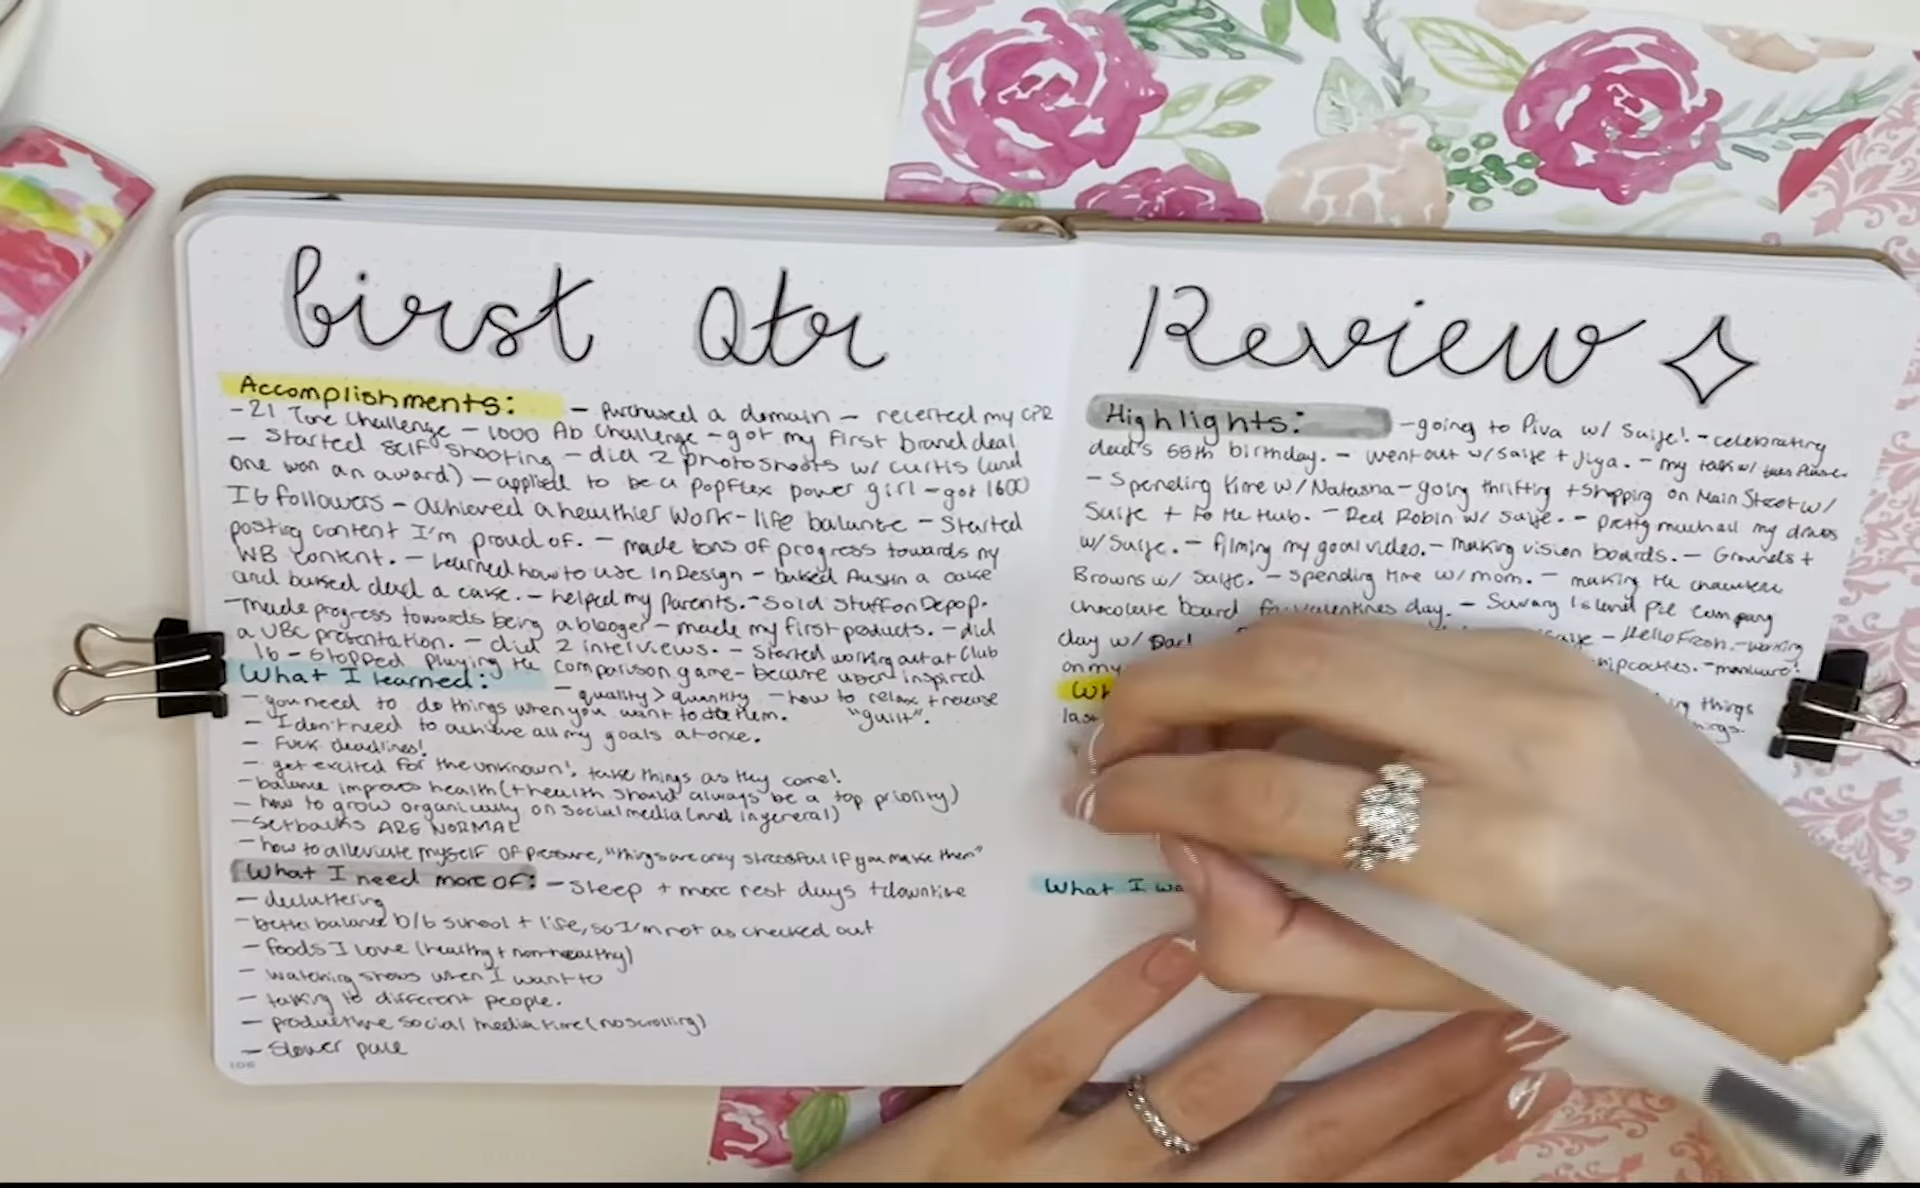 first Qtr Review
Accomplishments: - Purchased a domain - recerted my CPR
- 21 Tone Challenge - 1000 Ab Challenge - got my first brand deal
- Started self shooting - did 2 photoshoots w/ Curtis (and
one won an award) - applied to be a popflex power girl - got 1600
IG followers - achieved a healthier work-life balance - Started
posting content I'm proud of. - made tons of progress towards my
WB content. - Learned how to use InDesign - baked Austin a cake
and baked dad a cake. - helped my parents. - Sold stuff on Depop.
- made progress towards being a blogger - made my first products. - did
a UBC presentation. - did 2 interviews. - Started working out at Club
16 - Stopped playing the comparison game - became uber inspired
What I learned: - quality > quantity - how to relax + release
- you need to do things when you want to do them. "guilt".
- I don't need to achieve all my goals at once.
- Fuck deadlines!
- get excited for the unknown!, take things as they come!
- balance improves health (+ health should always be a top priority)
- how to grow organically on social media (and in general)
- Setbacks ARE NORMAL
- how to alleviate myself of pressure, "things are only stressful if you make them"
What I need more of: - Sleep + more rest days + downtime
- decluttering
- better balance b/b school + life, so I'm not as checked out
- foods I love (healthy + non-healthy)
- watching shows when I want to
- talking to different people.
- productive social media time (no scrolling)
- Slower pace
106
Highlights: - going to Piva w/ Saije! - celebrating
dad's 55th birthday. - went out w/ Saije + Jiya. - my talk w/
- Spending time w/ Natasha - going thrifting + shopping on Main Street w/
Saije + to the Hub. - Red Robin w/ Saije. - pretty much all my drives
w/ Saije. - filming my goal video. - making vision boards. - Grounds +
Browns w/ Saije. - spending time w/ mom. - making the
chocolate board for valentines day. - Savary Island Pie Company
day w/ Dad - Hello Fresh. - working
on my - manicure!
things
What I